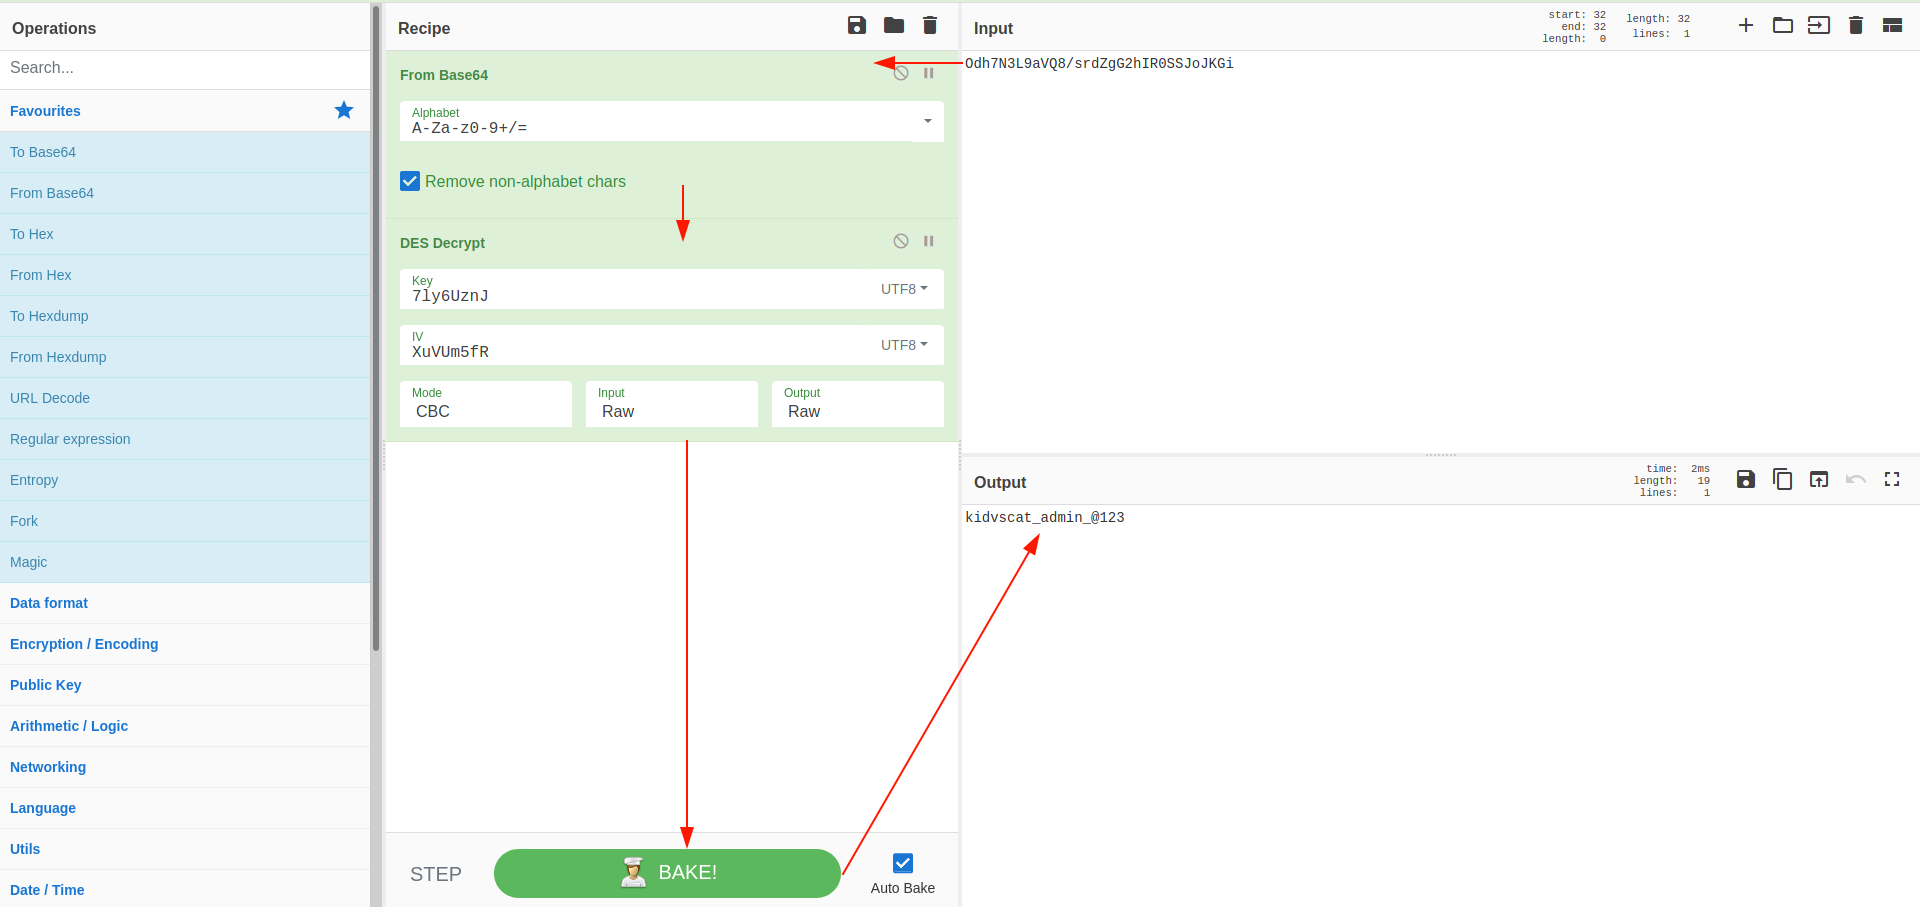 Operations
Search...
Favourites
To Base64
From Base64
To Hex
From Hex
To Hexdump
From Hexdump
URL Decode
Regular expression
Entropy
Fork
Magic
Data format
Encryption / Encoding
Public Key
Arithmetic / Logic
Networking
Language
Utils
Date / Time
Recipe
From Base64
Alphabet
A-Za-z0-9+/=
Remove non-alphabet chars
DES Decrypt
Key
7ly6UznJ
UTF8
IV
XuVUm5fR
UTF8
Mode
CBC
Input
Raw
Output
Raw
STEP
BAKE!
Auto Bake
Input
start: 32
end: 32
length: 0
length: 32
lines: 1
Odh7N3L9aVQ8/srdZgG2hIR0SSJoJKGi
Output
time: 2ms
length: 19
lines: 1
kidvscat_admin_@123